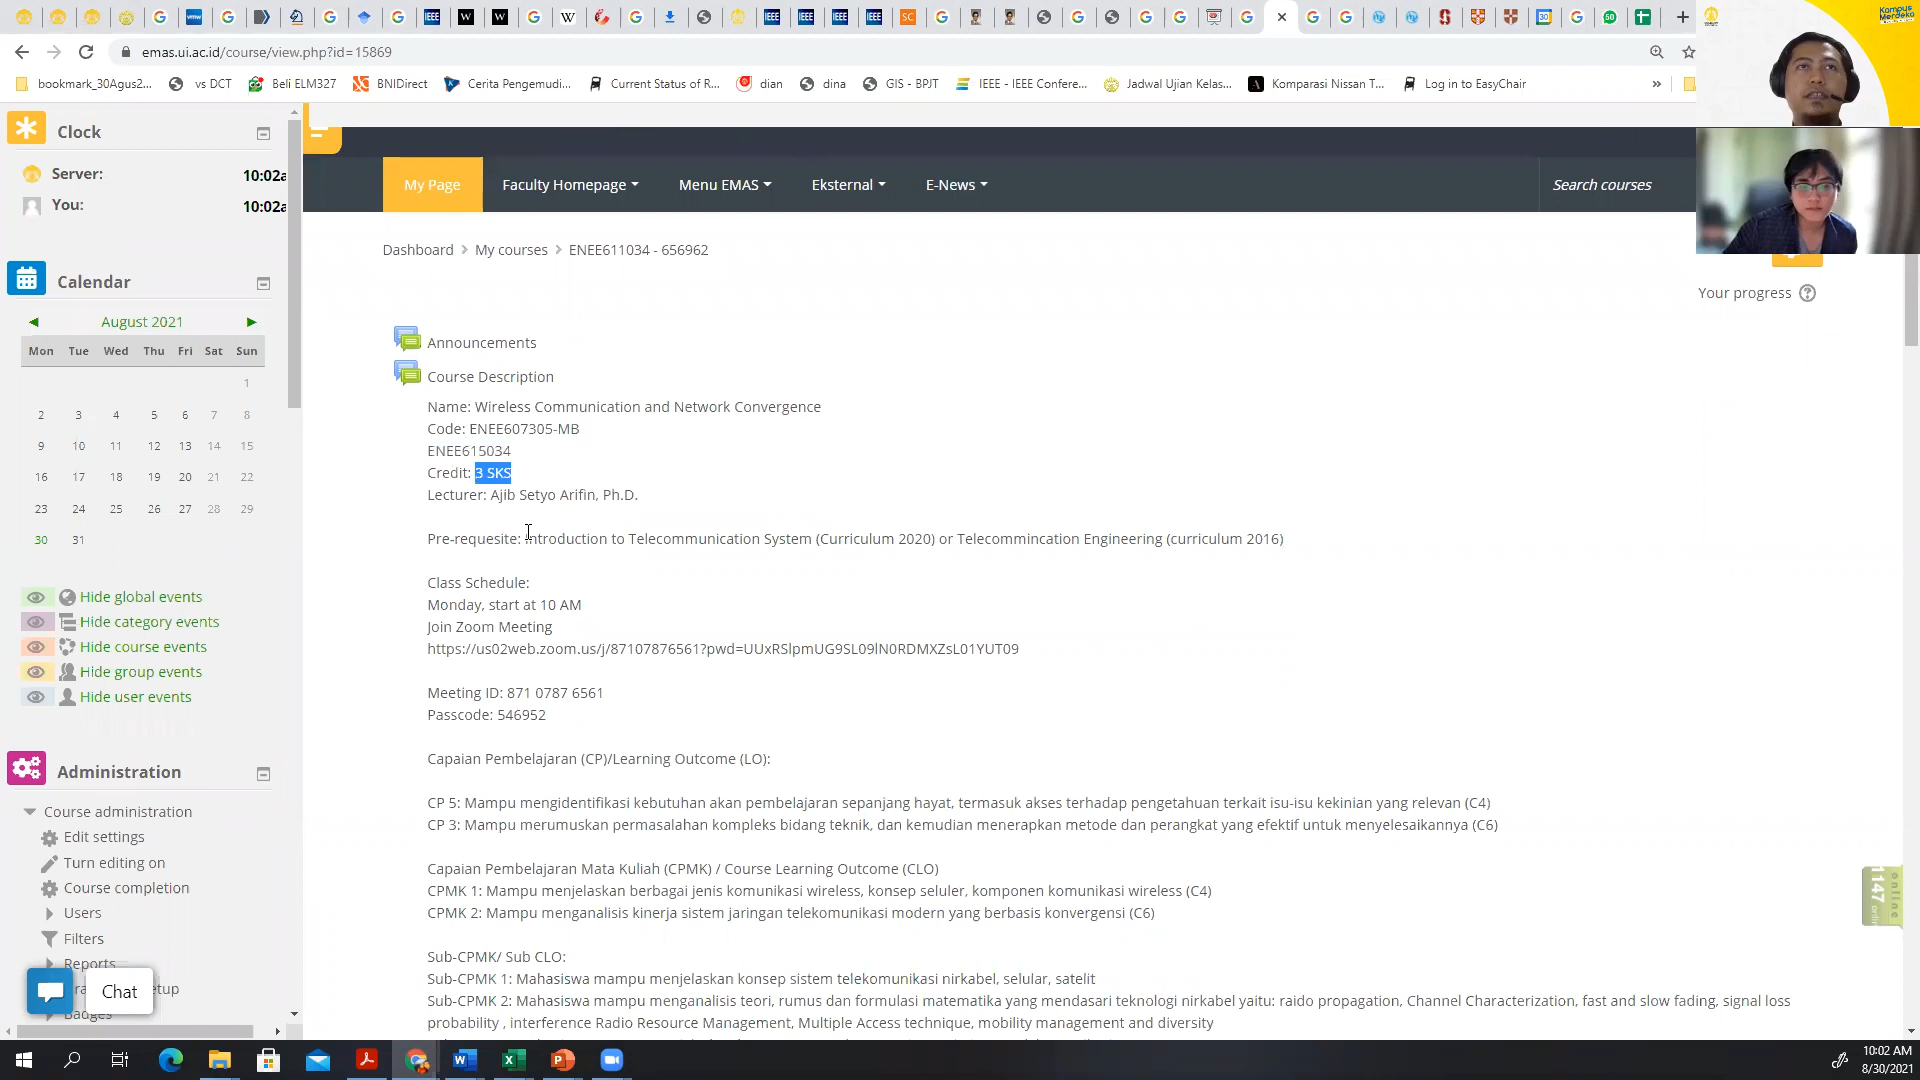 emas.ui.ac.id/course/view.php?id=15869
Kampus
Merdeka
bookmark_30Agus2...
vs DCT
Beli ELM327
BNIDirect
Cerita Pengemudi...
Current Status of R...
dian
dina
GIS - BPJT
IEEE - IEEE Confere...
Jadwal Ujian Kelas...
Komparasi Nissan T...
Log in to EasyChair
»
Clock
Server: 10:02a
You: 10:02a
My Page
Faculty Homepage
Menu EMAS
Eksternal
E-News
Search courses
Dashboard > My courses > ENEE611034 - 656962
Your progress
Calendar
August 2021
Mon Tue Wed Thu Fri Sat Sun
1
2 3 4 5 6 7 8
9 10 11 12 13 14 15
16 17 18 19 20 21 22
23 24 25 26 27 28 29
30 31
Hide global events
Hide category events
Hide course events
Hide group events
Hide user events
Administration
Course administration
Edit settings
Turn editing on
Course completion
Users
Filters
Reports
etup
Badges
Chat
Announcements
Course Description
Name: Wireless Communication and Network Convergence
Code: ENEE607305-MB
ENEE615034
Credit: 3 SKS
Lecturer: Ajib Setyo Arifin, Ph.D.
Pre-requesite: Introduction to Telecommunication System (Curriculum 2020) or Telecommincation Engineering (curriculum 2016)
Class Schedule:
Monday, start at 10 AM
Join Zoom Meeting
https://us02web.zoom.us/j/87107876561?pwd=UUxRSlpmUG9SL09lN0RDMXZsL01YUT09
Meeting ID: 871 0787 6561
Passcode: 546952
Capaian Pembelajaran (CP)/Learning Outcome (LO):
CP 5: Mampu mengidentifikasi kebutuhan akan pembelajaran sepanjang hayat, termasuk akses terhadap pengetahuan terkait isu-isu kekinian yang relevan (C4)
CP 3: Mampu merumuskan permasalahan kompleks bidang teknik, dan kemudian menerapkan metode dan perangkat yang efektif untuk menyelesaikannya (C6)
Capaian Pembelajaran Mata Kuliah (CPMK) / Course Learning Outcome (CLO)
CPMK 1: Mampu menjelaskan berbagai jenis komunikasi wireless, konsep seluler, komponen komunikasi wireless (C4)
CPMK 2: Mampu menganalisis kinerja sistem jaringan telekomunikasi modern yang berbasis konvergensi (C6)
Sub-CPMK/ Sub CLO:
Sub-CPMK 1: Mahasiswa mampu menjelaskan konsep sistem telekomunikasi nirkabel, selular, satelit
Sub-CPMK 2: Mahasiswa mampu menganalisis teori, rumus dan formulasi matematika yang mendasari teknologi nirkabel yaitu: raido propagation, Channel Characterization, fast and slow fading, signal loss
probability , interference Radio Resource Management, Multiple Access technique, mobility management and diversity
1147 online
10:02 AM
8/30/2021